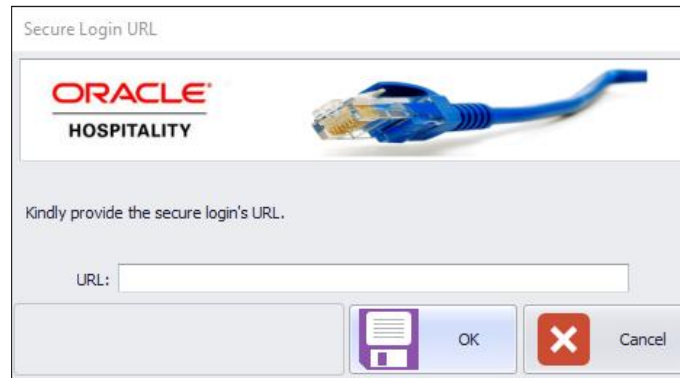 Secure Login URL
ORACLE®
HOSPITALITY
Kindly provide the secure login's URL.
URL:
OK
Cancel